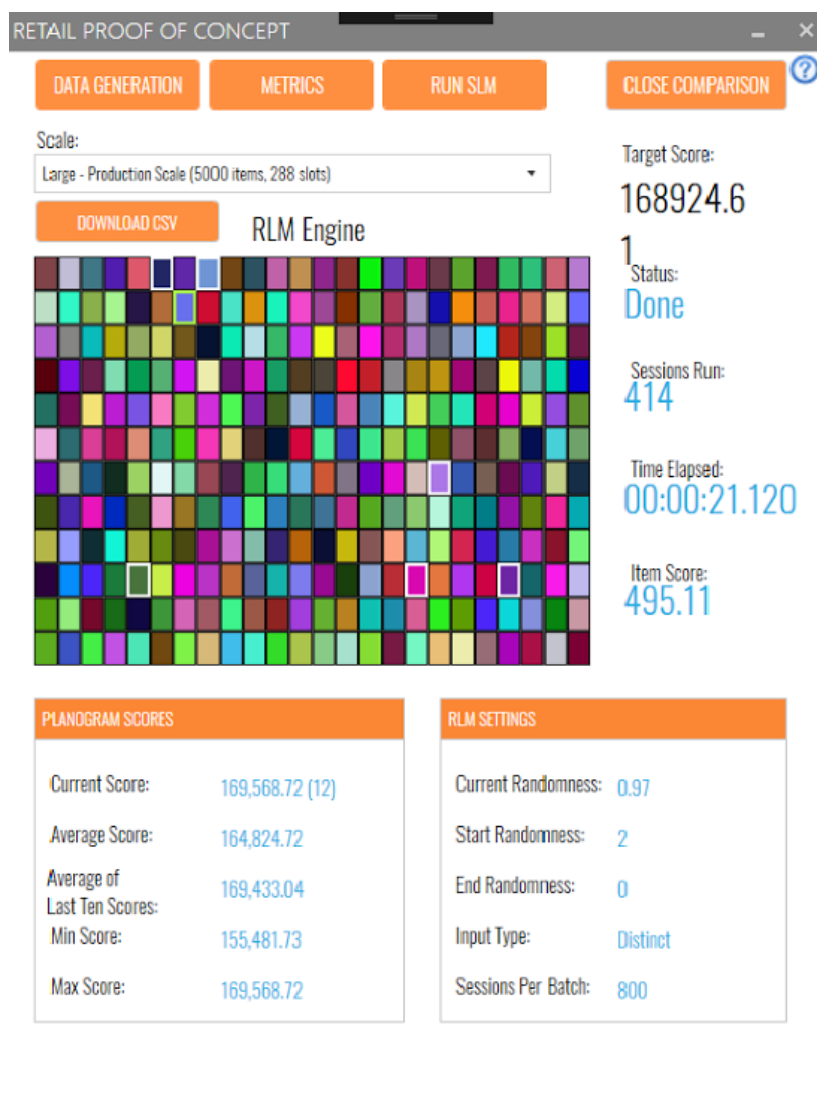 RETAIL PROOF OF CONCEPT
DATA GENERATION
METRICS
RUN SLM
CLOSE COMPARISON
?
Scale:
Large - Production Scale (5000 items, 288 slots)
DOWNLOAD CSV
RLM Engine
Target Score:
168924.6
1
Status:
Done
Sessions Run:
414
Time Elapsed:
00:00:21.120
Item Score:
495.11
PLANOGRAM SCORES
Current Score: 169,568.72 (12)
Average Score: 164,824.72
Average of
Last Ten Scores: 169,433.04
Min Score: 155,481.73
Max Score: 169,568.72
RLM SETTINGS
Current Randomness: 0.97
Start Randomness: 2
End Randomness: 0
Input Type: Distinct
Sessions Per Batch: 800